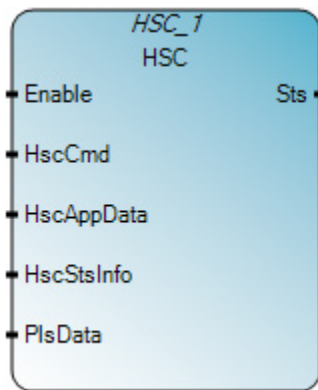 HSC_1
HSC
Enable Sts
HscCmd
HscAppData
HscStsInfo
PlsData